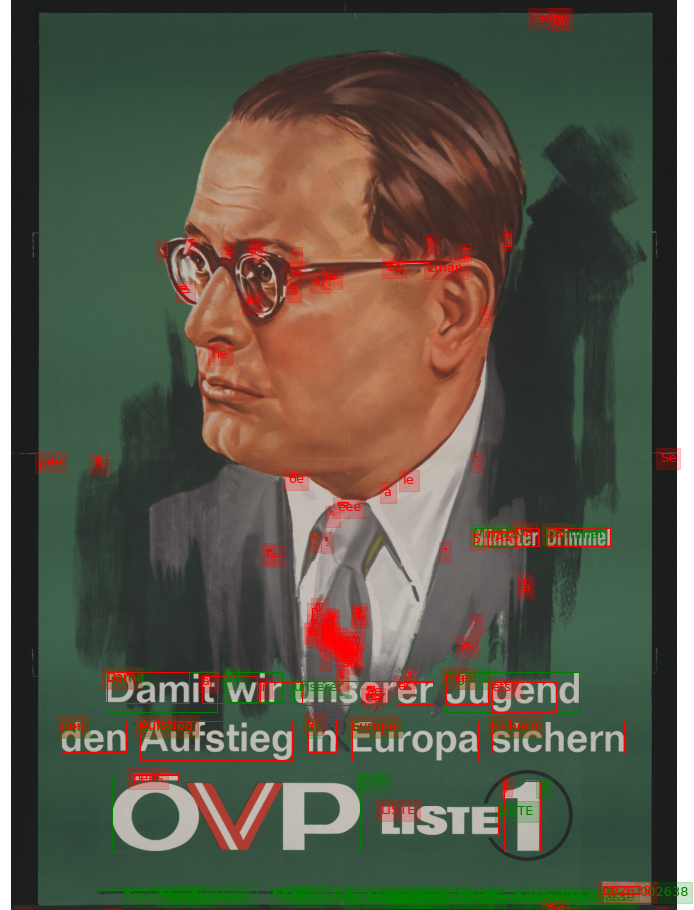 Minister Drimmel
Damit wir unserer Jugend
den Aufstieg in Europa sichern
ÖVP LISTE 1